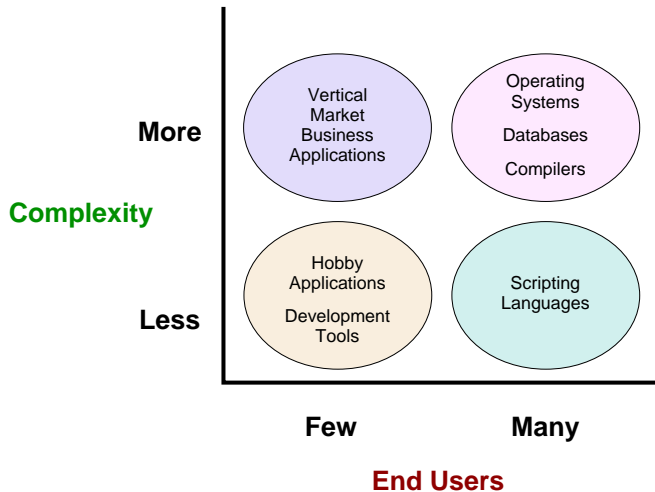 More
Vertical
Market
Business
Applications
Operating
Systems
Databases
Compilers
Complexity
Less
Hobby
Applications
Development
Tools
Scripting
Languages
Few
Many
End Users